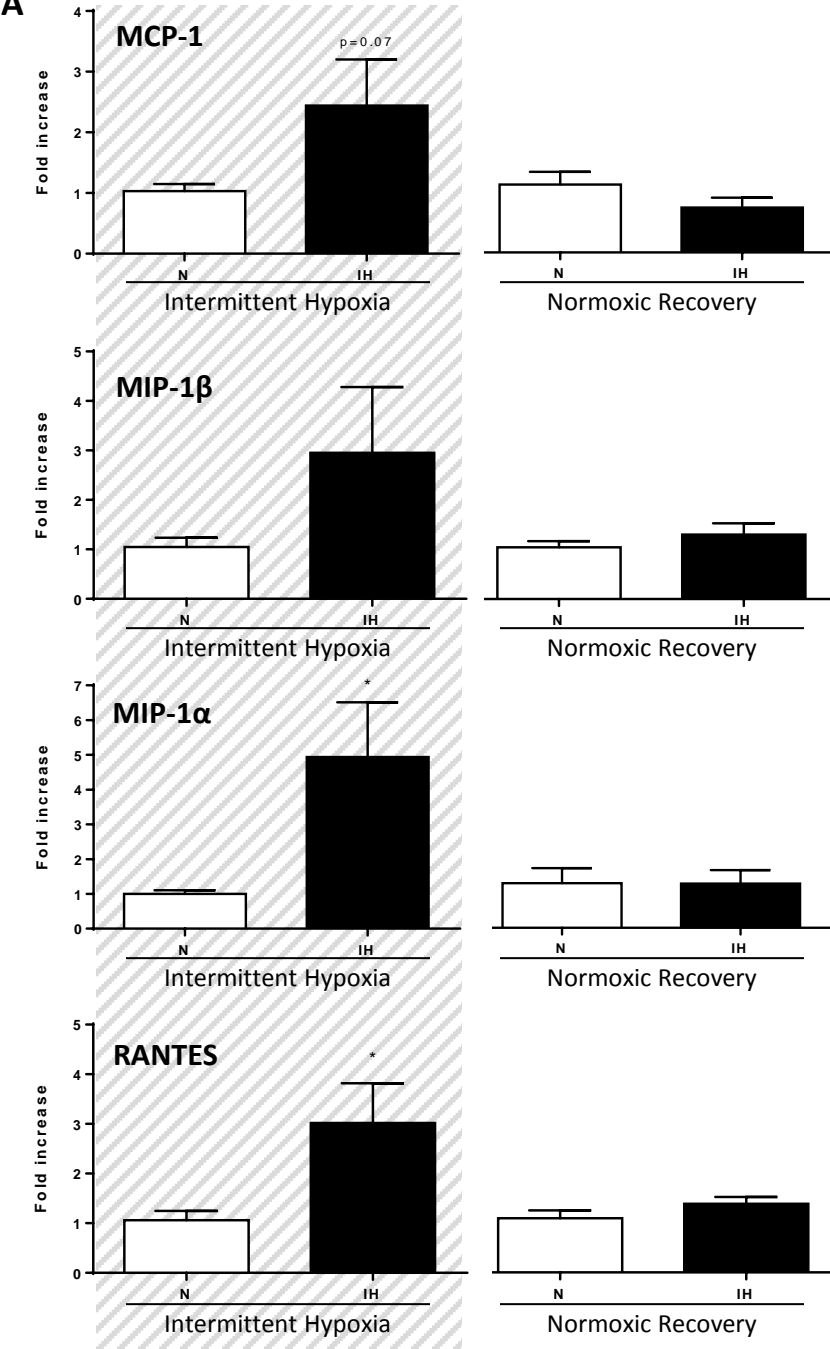 A
MCP-1
p=0.07
Fold increase
4
3
2
1
0
N IH N IH
Intermittent Hypoxia Normoxic Recovery
MIP-1β
Fold increase
5
4
3
2
1
0
N IH N IH
Intermittent Hypoxia Normoxic Recovery
*
MIP-1α
Fold increase
7
6
5
4
3
2
1
0
N IH N IH
Intermittent Hypoxia Normoxic Recovery
RANTES
*
Fold increase
5
4
3
2
1
0
N IH N IH
Intermittent Hypoxia Normoxic Recovery